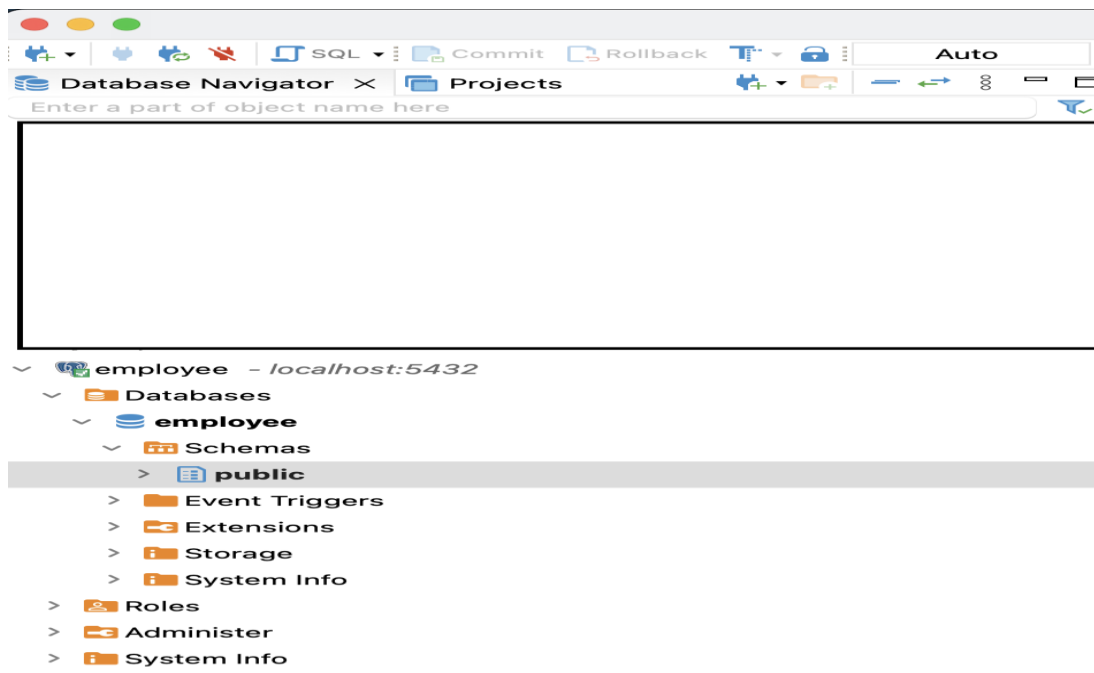 SQL Commit Rollback T Auto
Database Navigator Projects
Enter a part of object name here
employee - localhost:5432
Databases
employee
Schemas
public
Event Triggers
Extensions
Storage
System Info
Roles
Administer
System Info